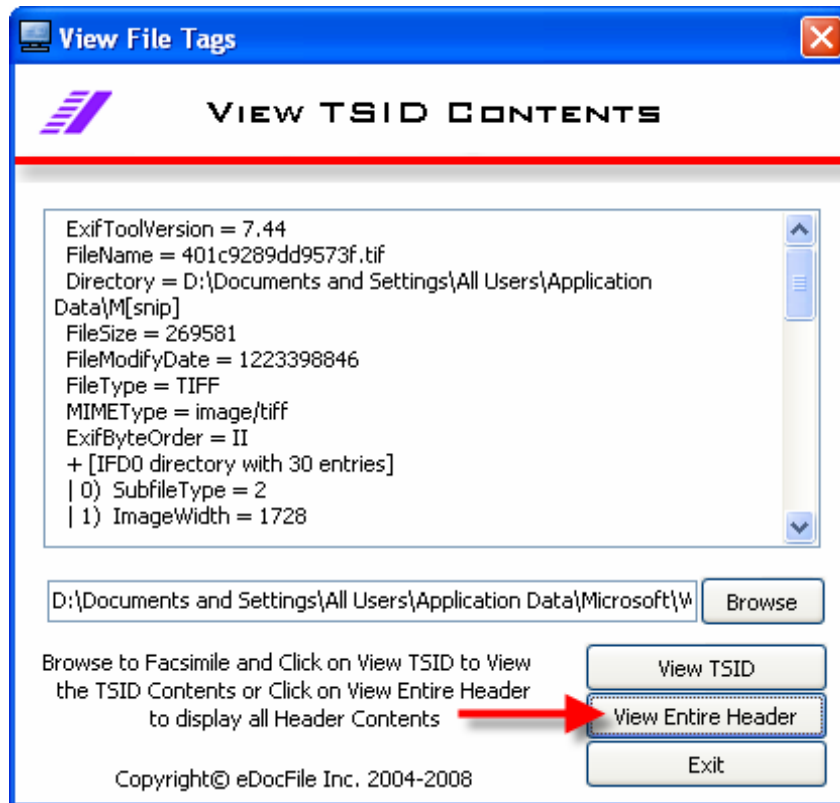 View File Tags
VIEW TSID CONTENTS
ExifToolVersion = 7.44
FileName = 401c9289dd9573f.tif
Directory = D:\Documents and Settings\All Users\Application
Data\M[snip]
FileSize = 269581
FileModifyDate = 1223398846
FileType = TIFF
MIMEType = image/tiff
ExifByteOrder = II
+ [IFD0 directory with 30 entries]
| 0)  SubfileType = 2
| 1)  ImageWidth = 1728
D:\Documents and Settings\All Users\Application Data\Microsoft\W
Browse
Browse to Facsimile and Click on View TSID to View
the TSID Contents or Click on View Entire Header
to display all Header Contents
View TSID
View Entire Header
Exit
Copyright© eDocFile Inc. 2004-2008